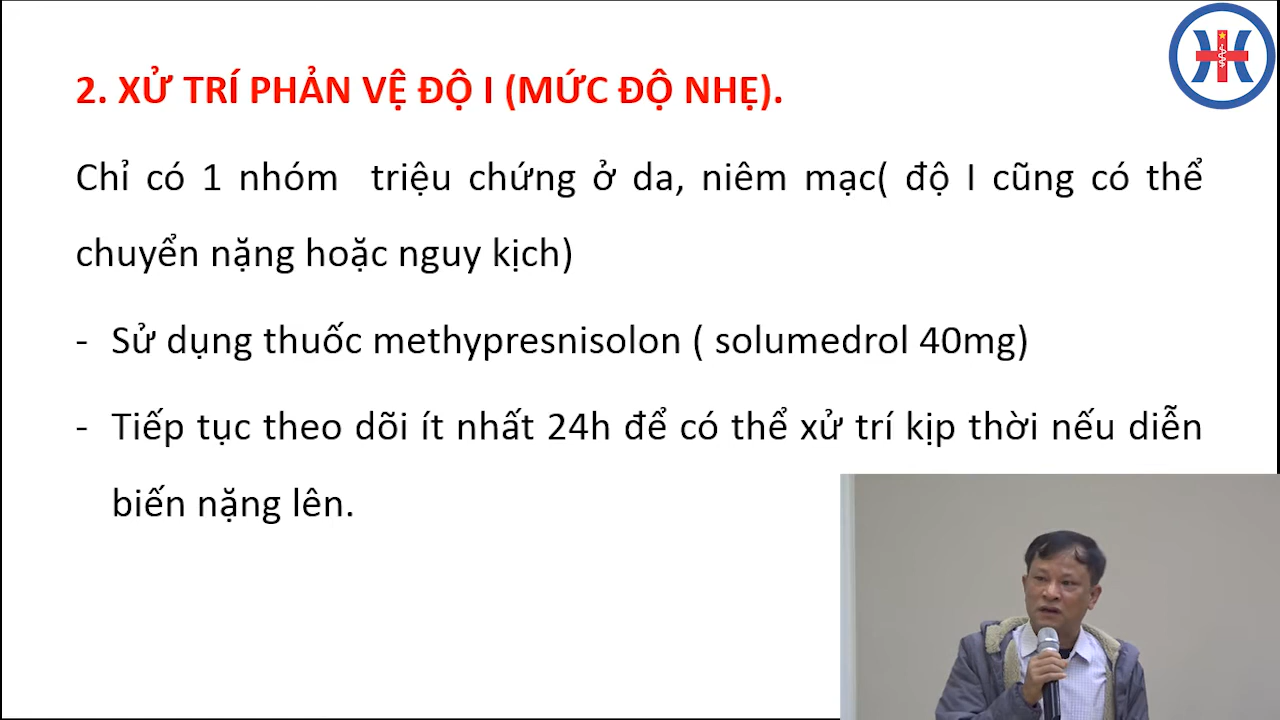 2. XỬ TRÍ PHẢN VỆ ĐỘ I (MỨC ĐỘ NHẸ).
Chỉ có 1 nhóm triệu chứng ở da, niêm mạc( độ I cũng có thể
chuyển nặng hoặc nguy kịch)
- Sử dụng thuốc methypresnisolon ( solumedrol 40mg)
- Tiếp tục theo dõi ít nhất 24h để có thể xử trí kịp thời nếu diễn
biến nặng lên.